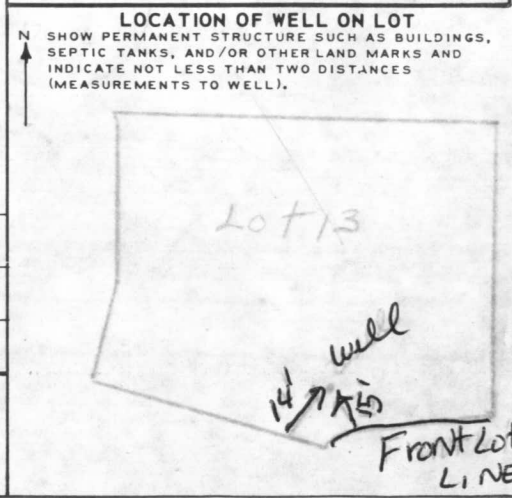 LOCATION OF WELL ON LOT
N
SHOW PERMANENT STRUCTURE SUCH AS BUILDINGS,
SEPTIC TANKS, AND/OR OTHER LAND MARKS AND
INDICATE NOT LESS THAN TWO DISTANCES
(MEASUREMENTS TO WELL).
Lot 13
well
14'
15'
Front Lot
LINE